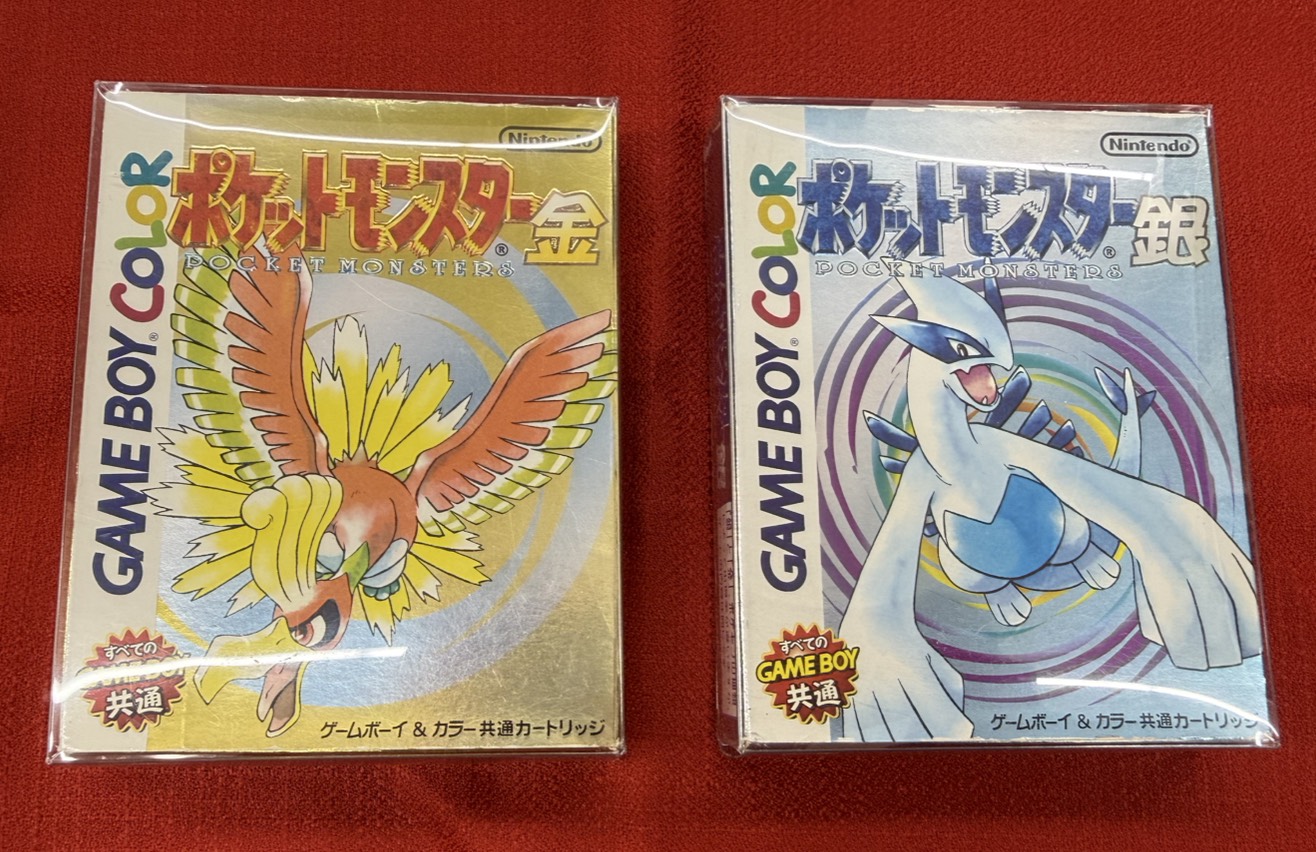 Nintendo
ポケットモンスター金
POCKET MONSTERS
GAME BOY COLOR
すべての
GAME BOY
共通
ゲームボーイ & カラー共通カートリッジ
Nintendo
ポケットモンスター銀
POCKET MONSTERS
GAME BOY COLOR
すべての
GAME BOY
共通
ゲームボーイ & カラー共通カートリッジ